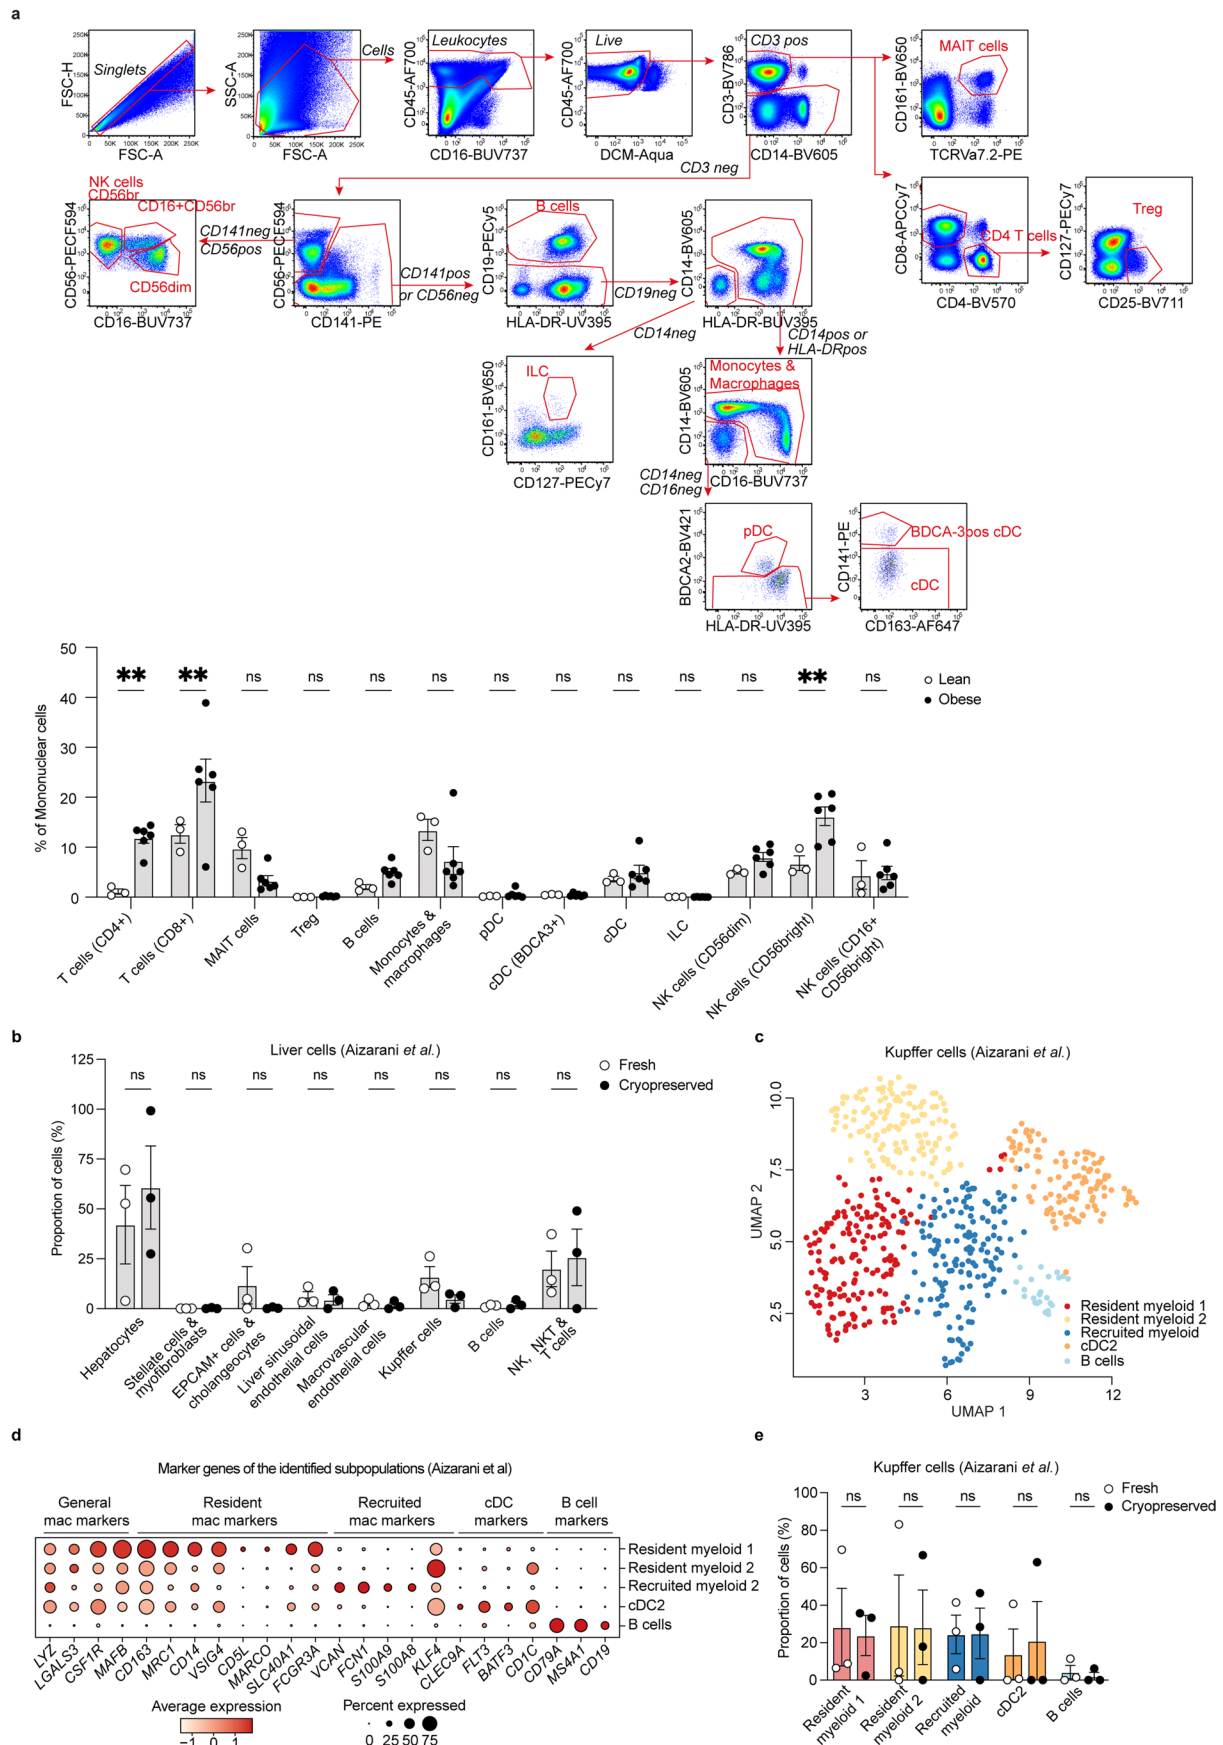 a
Singlets
FSC-H
FSC-A
SSC-A
FSC-A
Cells
Leukocytes
CD45-AF700
CD16-BUV737
Live
CD45-AF700
DCM-Aqua
CD3 pos
CD3-BV786
CD14-BV605
MAIT cells
CD161-BV650
TCRVa7.2-PE
CD3 neg
NK cells
CD56br
CD16+CD56br
CD56dim
CD56-PECF594
CD16-BUV737
CD141neg
CD56pos
CD56-PECF594
CD141-PE
CD141pos
or CD56neg
B cells
CD19-PECy5
HLA-DR-UV395
CD19neg
CD14-BV605
HLA-DR-BUV395
CD8-APCCy7
CD4 T cells
CD4-BV570
Treg
CD127-PECy7
CD25-BV711
CD14neg
CD14pos or
HLA-DRpos
ILC
CD161-BV650
CD127-PECy7
Monocytes &
Macrophages
CD14-BV605
CD16-BUV737
CD14neg
CD16neg
pDC
BDCA2-BV421
HLA-DR-UV395
BDCA-3pos cDC
cDC
CD141-PE
CD163-AF647
% of Mononuclear cells
50
40
30
20
10
0
** ** ns ns ns ns ns ns ns ns ns ** ns
Lean
Obese
T cells (CD4+)
T cells (CD8+)
MAIT cells
Treg
B cells
Monocytes &
macrophages
pDC
cDC (BDCA3+)
cDC
ILC
NK cells (CD56dim)
NK cells (CD56bright)
NK cells (CD16+
CD56bright)
b
Liver cells (Aizarani et al.)
Fresh
Cryopreserved
Proportion of cells (%)
125
100
75
50
25
0
ns ns ns ns ns ns ns ns
Hepatocytes
Stellate cells &
myofibroblasts
EPCAM+ cells &
cholangeocytes
Liver sinusoidal
endothelial cells
Macrovascular
endothelial cells
Kupffer cells
B cells
NK, NKT &
T cells
c
Kupffer cells (Aizarani et al.)
UMAP 2
10.0
7.5
5.0
2.5
Resident myeloid 1
Resident myeloid 2
Recruited myeloid
cDC2
B cells
3 6 9 12
UMAP 1
d
Marker genes of the identified subpopulations (Aizarani et al)
General
mac markers
Resident
mac markers
Recruited
mac markers
cDC
markers
B cell
markers
Resident myeloid 1
Resident myeloid 2
Recruited myeloid 2
cDC2
B cells
LYZ
LGALS3
CSF1R
MAFB
CD163
MRC1
CD14
VSIG4
CD5L
MARCO
SLC40A1
FCGR3A
VCAN
FCN1
S100A9
S100A8
KLF4
CLEC9A
FLT3
BATF3
CD1C
CD79A
MS4A1
CD19
Average expression
−1 0 1
Percent expressed
0 25 50 75
e
Kupffer cells (Aizarani et al.)
Fresh
Cryopreserved
Proportion of cells (%)
100
80
60
40
20
0
ns ns ns ns ns
Resident
myeloid 1
Resident
myeloid 2
Recruited
myeloid
cDC2
B cells